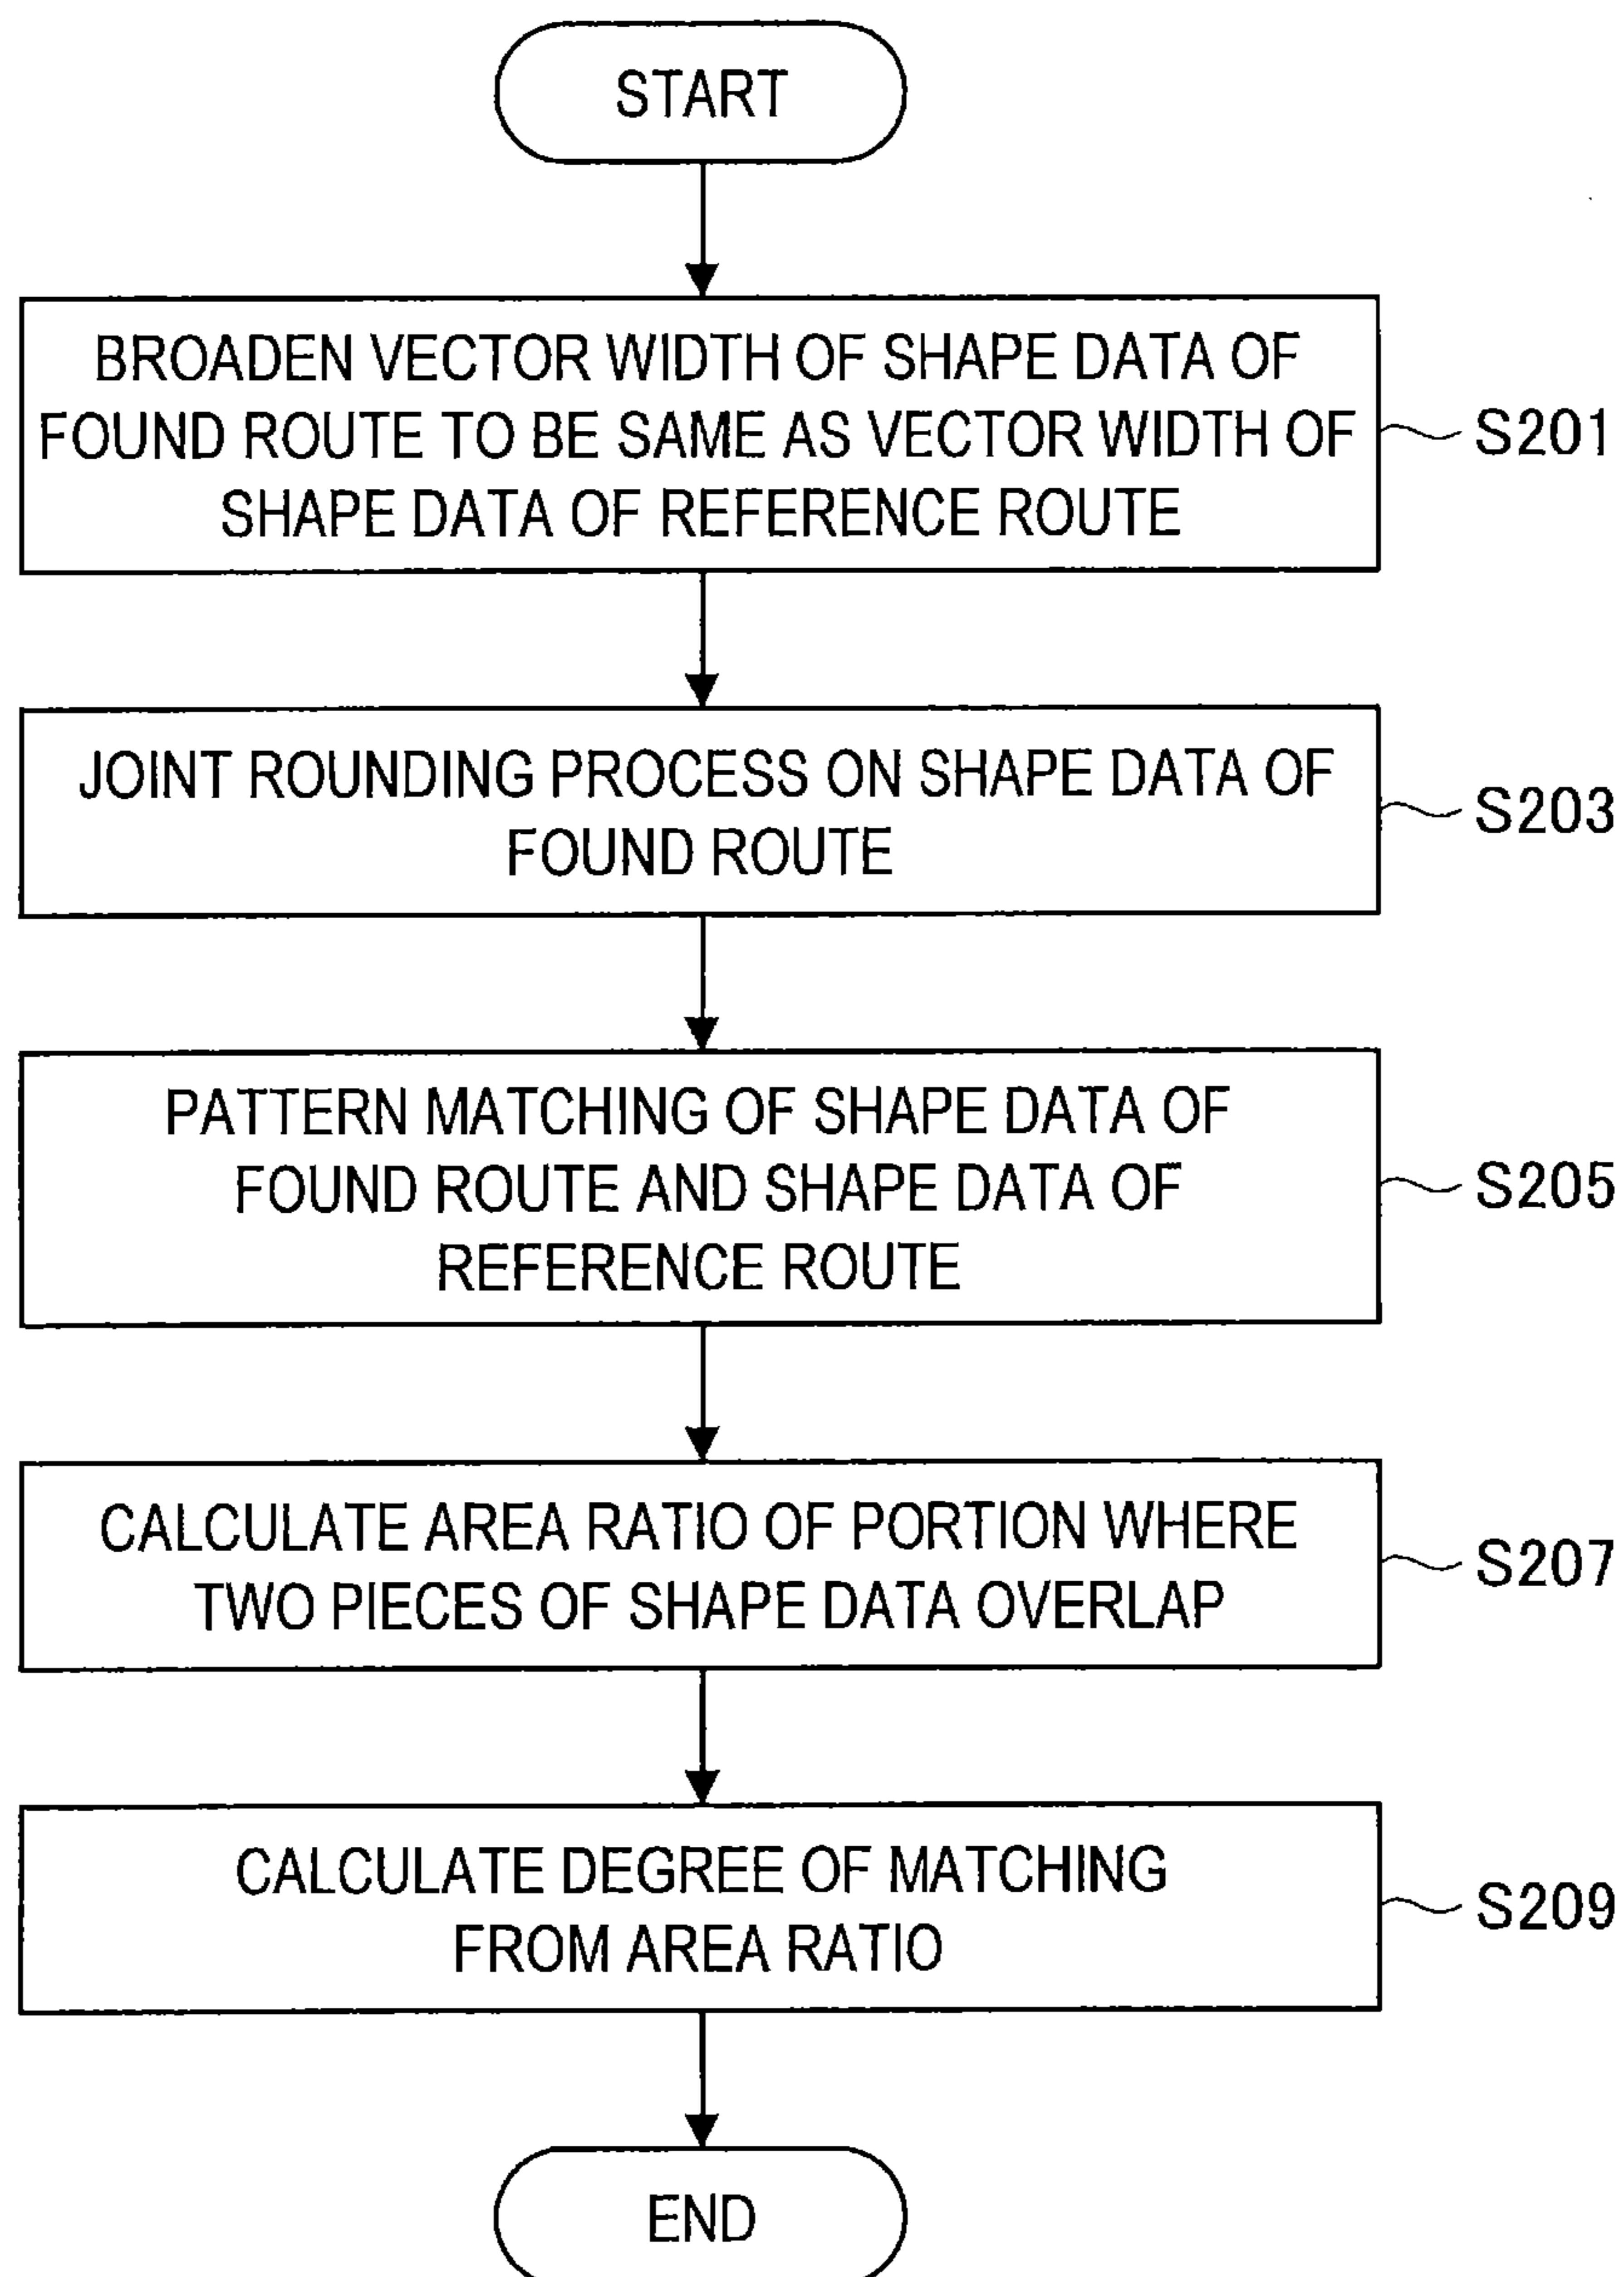 START
BROADEN VECTOR WIDTH OF SHAPE DATA OF
FOUND ROUTE TO BE SAME AS VECTOR WIDTH OF
SHAPE DATA OF REFERENCE ROUTE
S201
JOINT ROUNDING PROCESS ON SHAPE DATA OF
FOUND ROUTE
S203
PATTERN MATCHING OF SHAPE DATA OF
FOUND ROUTE AND SHAPE DATA OF
REFERENCE ROUTE
S205
CALCULATE AREA RATIO OF PORTION WHERE
TWO PIECES OF SHAPE DATA OVERLAP
S207
CALCULATE DEGREE OF MATCHING
FROM AREA RATIO
S209
END